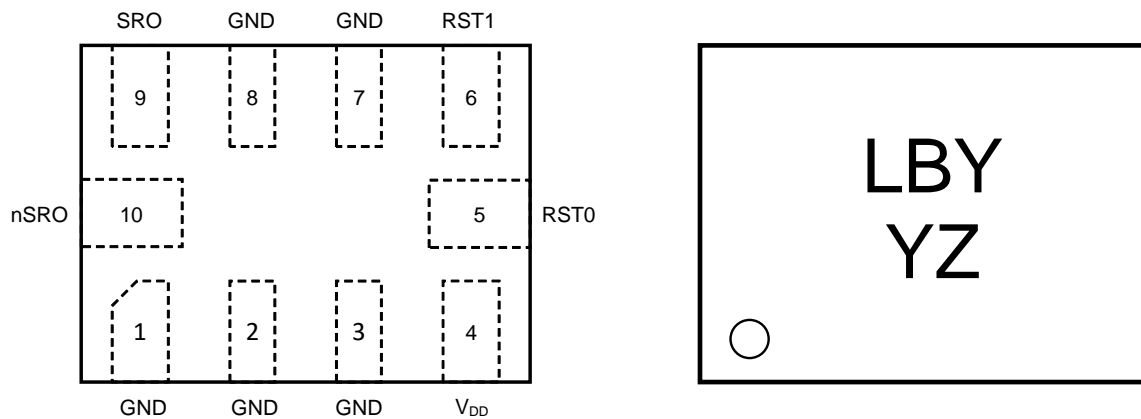 SRO GND GND RST1
9 8 7 6
nSRO 10 5 RST0
1 2 3 4
GND GND GND VDD
LBY
YZ